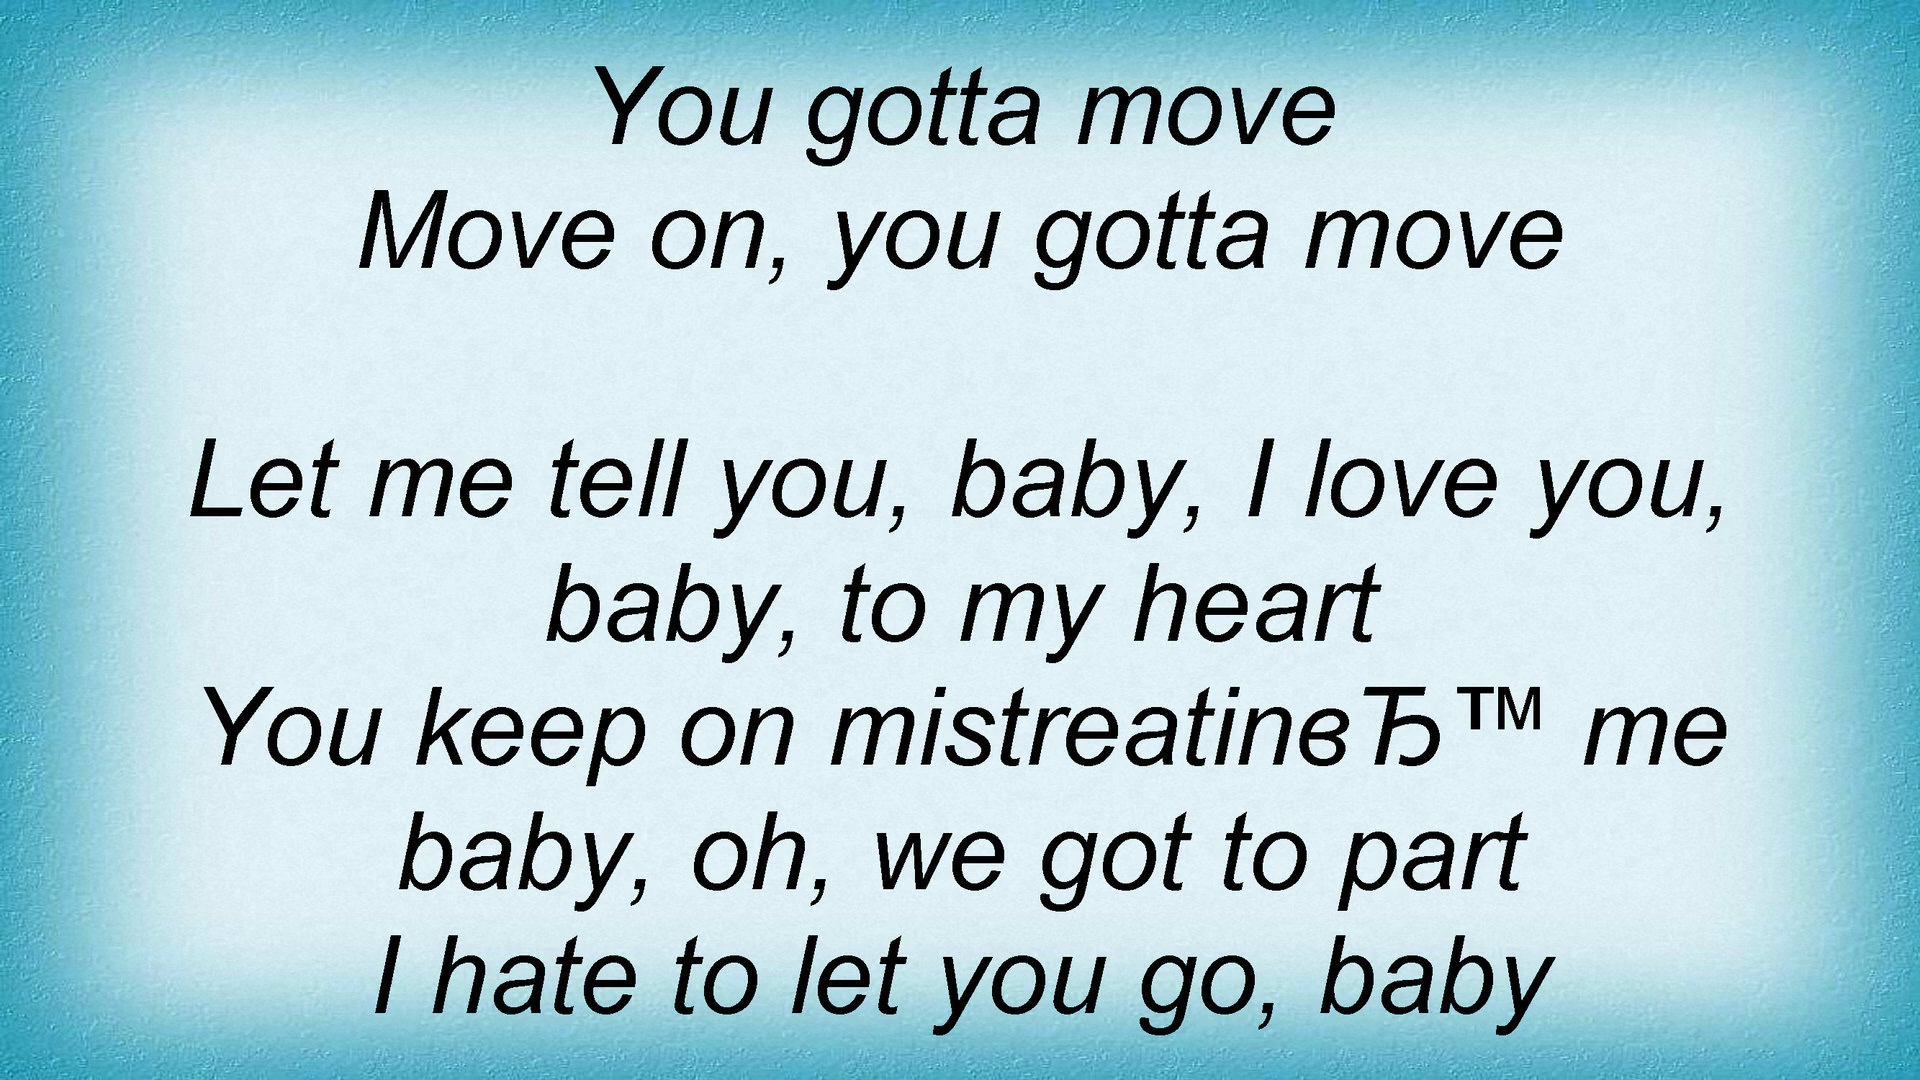 You gotta move
Move on, you gotta move
Let me tell you, baby, I love you,
baby, to my heart
You keep on mistreatinвЂ™ me
baby, oh, we got to part
I hate to let you go, baby